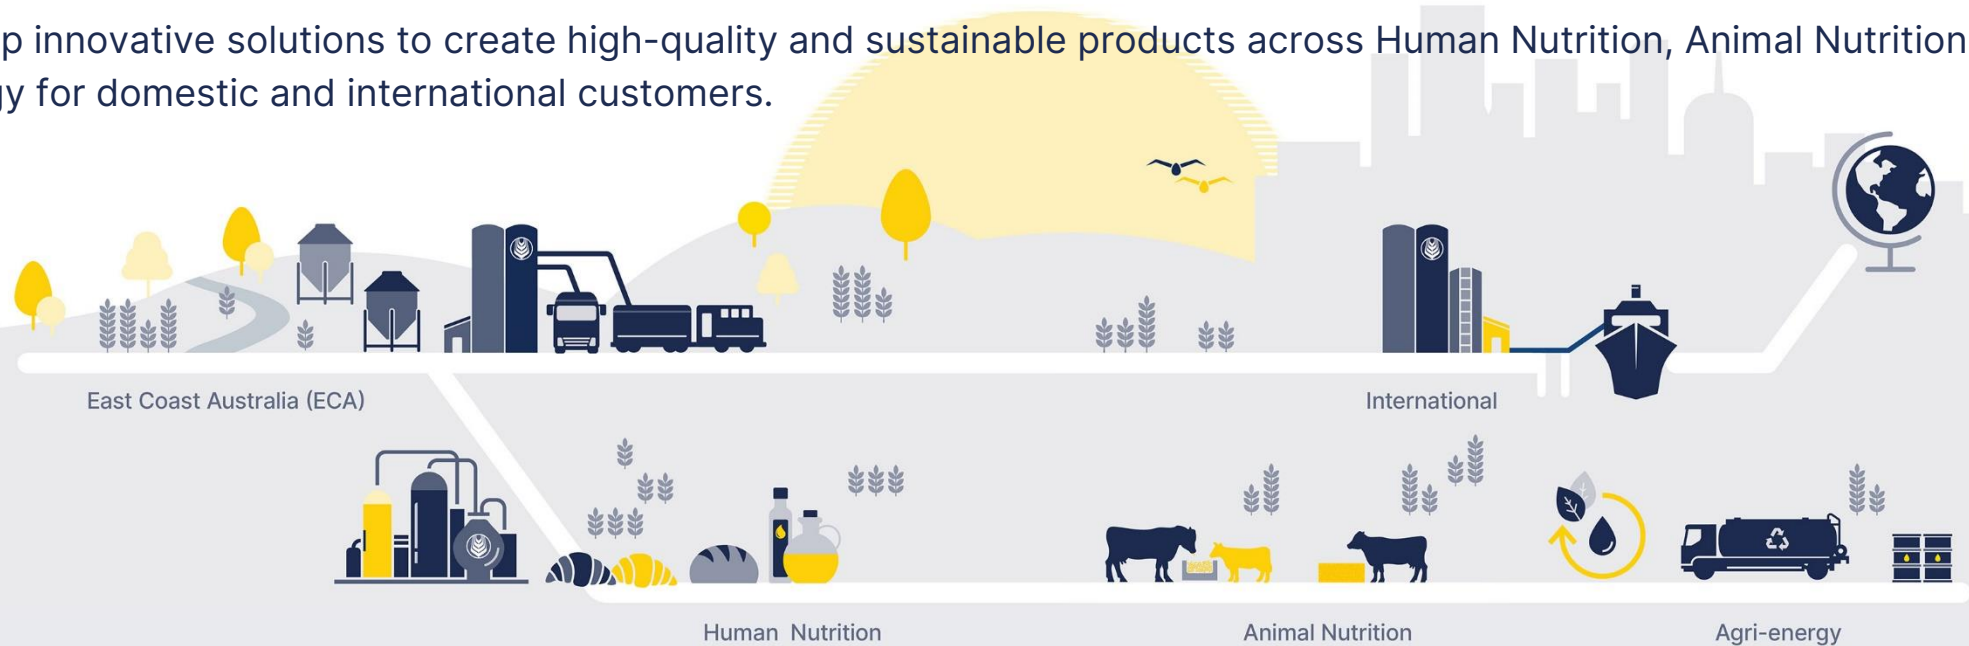 p innovative solutions to create high-quality and sustainable products across Human Nutrition, Animal Nutrition
gy for domestic and international customers.
East Coast Australia (ECA)
International
Human Nutrition
Animal Nutrition
Agri-energy